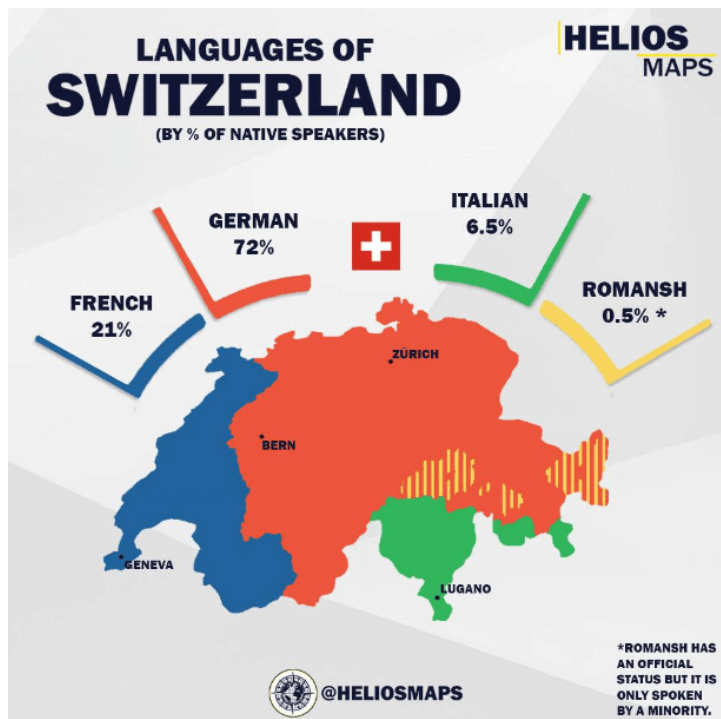 LANGUAGES OF
SWITZERLAND
(BY % OF NATIVE SPEAKERS)
HELIOS
MAPS
FRENCH
21%
GERMAN
72%
ITALIAN
6.5%
ROMANSH
0.5% *
ZÜRICH
BERN
GENEVA
LUGANO
*ROMANSH HAS
AN OFFICIAL
STATUS BUT IT IS
ONLY SPOKEN
BY A MINORITY.
@HELIOSMAPS